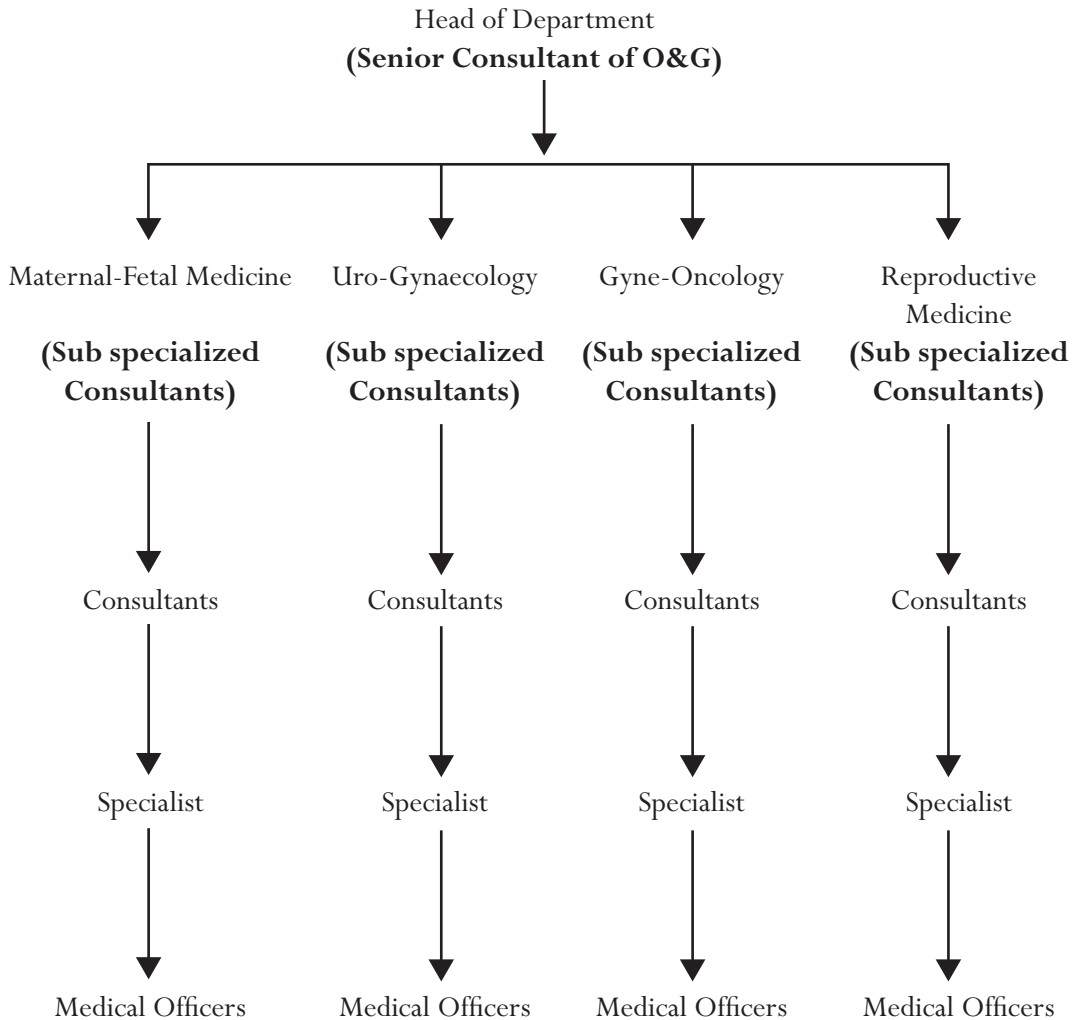 Head of Department
(Senior Consultant of O&G)
Maternal-Fetal Medicine
(Sub specialized
Consultants)
Consultants
Specialist
Medical Officers
Uro-Gynaecology
(Sub specialized
Consultants)
Consultants
Specialist
Medical Officers
Gyne-Oncology
(Sub specialized
Consultants)
Consultants
Specialist
Medical Officers
Reproductive
Medicine
(Sub specialized
Consultants)
Consultants
Specialist
Medical Officers